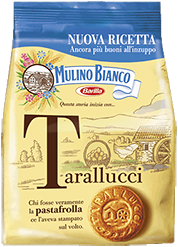 NUOVA RICETTA
Ancora più buoni all'inzuppo
MULINO BIANCO
Barilla
Questa storia inizia con...
Tarallucci
Chi fosse veramente
la pastafrolla
ce l'aveva stampato
sul volto.
TARALLUCCI